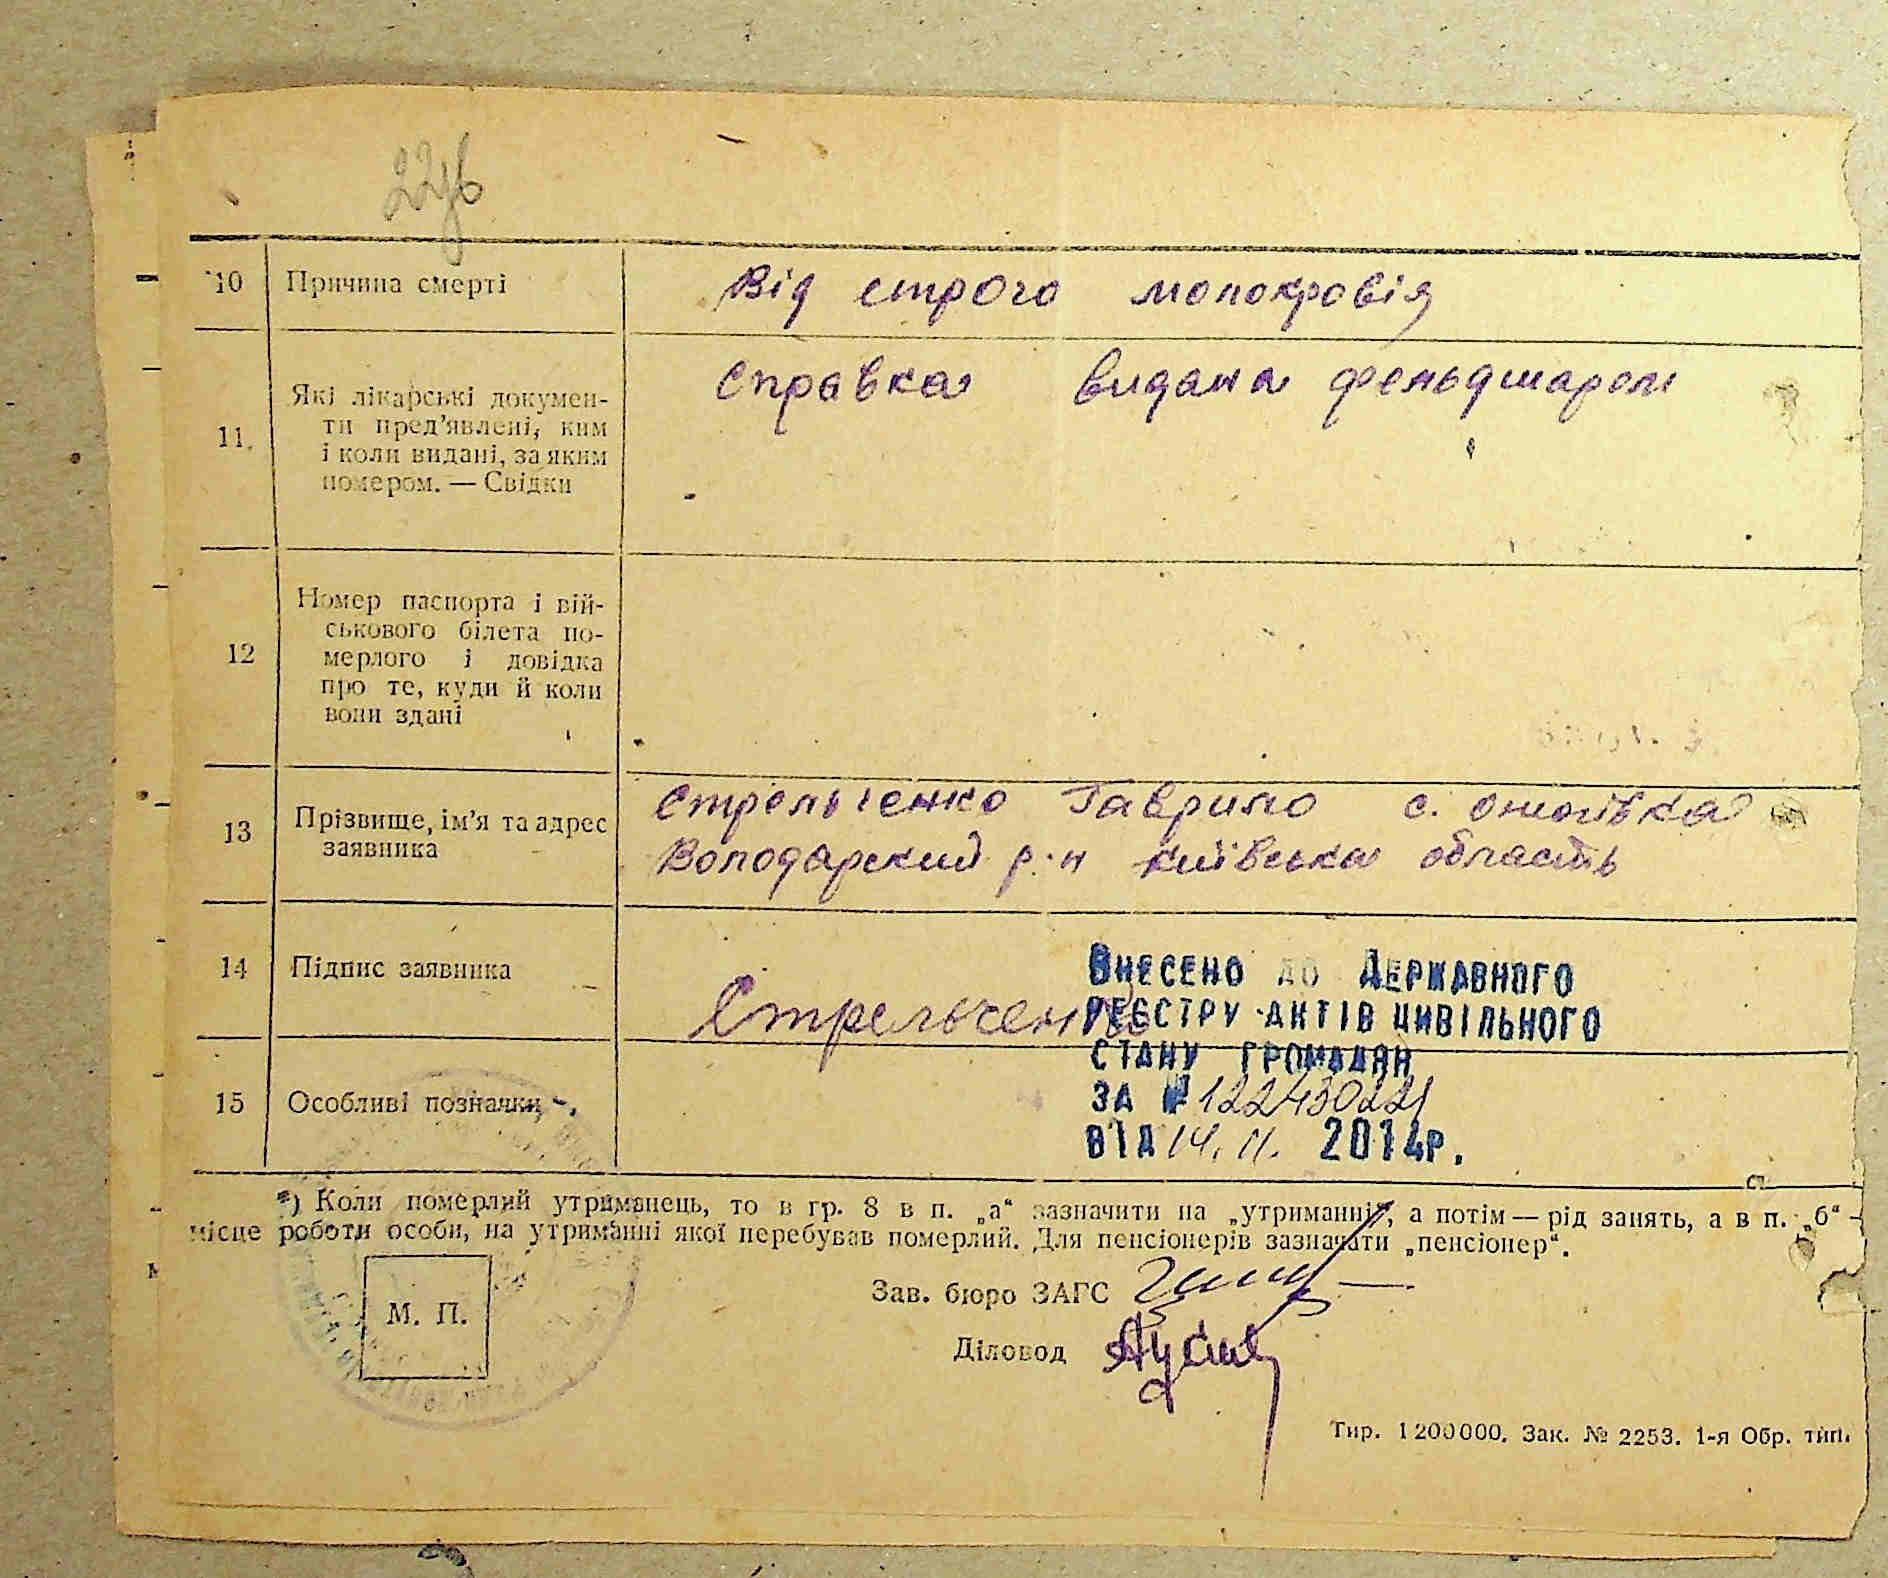 22зв
10 Причина смерті Від строго молокровія
11. Які лікарські докумен-
ти пред’явлені, ким
і коли видані, за яким
номером. — Свідки
Справка видана феньдшаром
12 Номер паспорта і вій-
ськового білета по-
мерлого і довідка
про те, куди й коли
вони здані
13 Прізвище, ім’я та адрес
заявника
Стрельченко Гаврило с.
Володарский р-н київська область
14 Підпис заявника Стрельченко
Внесено до Державного
реєстру актів цивільного
стану громадян
за № 12243022
від 14.11. 2014р.
15 Особливі позначки
*) Коли померлий утриманець, то в гр. 8 в п. „а“ зазначити на „утриманні“, а потім — рід занять, а в п. „б“ -
місце роботи особи, на утриманні якої перебував померлий. Для пенсіонерів зазначати „пенсіонер“.
М. П.
Зав. бюро ЗАГС
Діловод
Тир. 1200000. Зак. № 2253. 1-я Обр. тип.